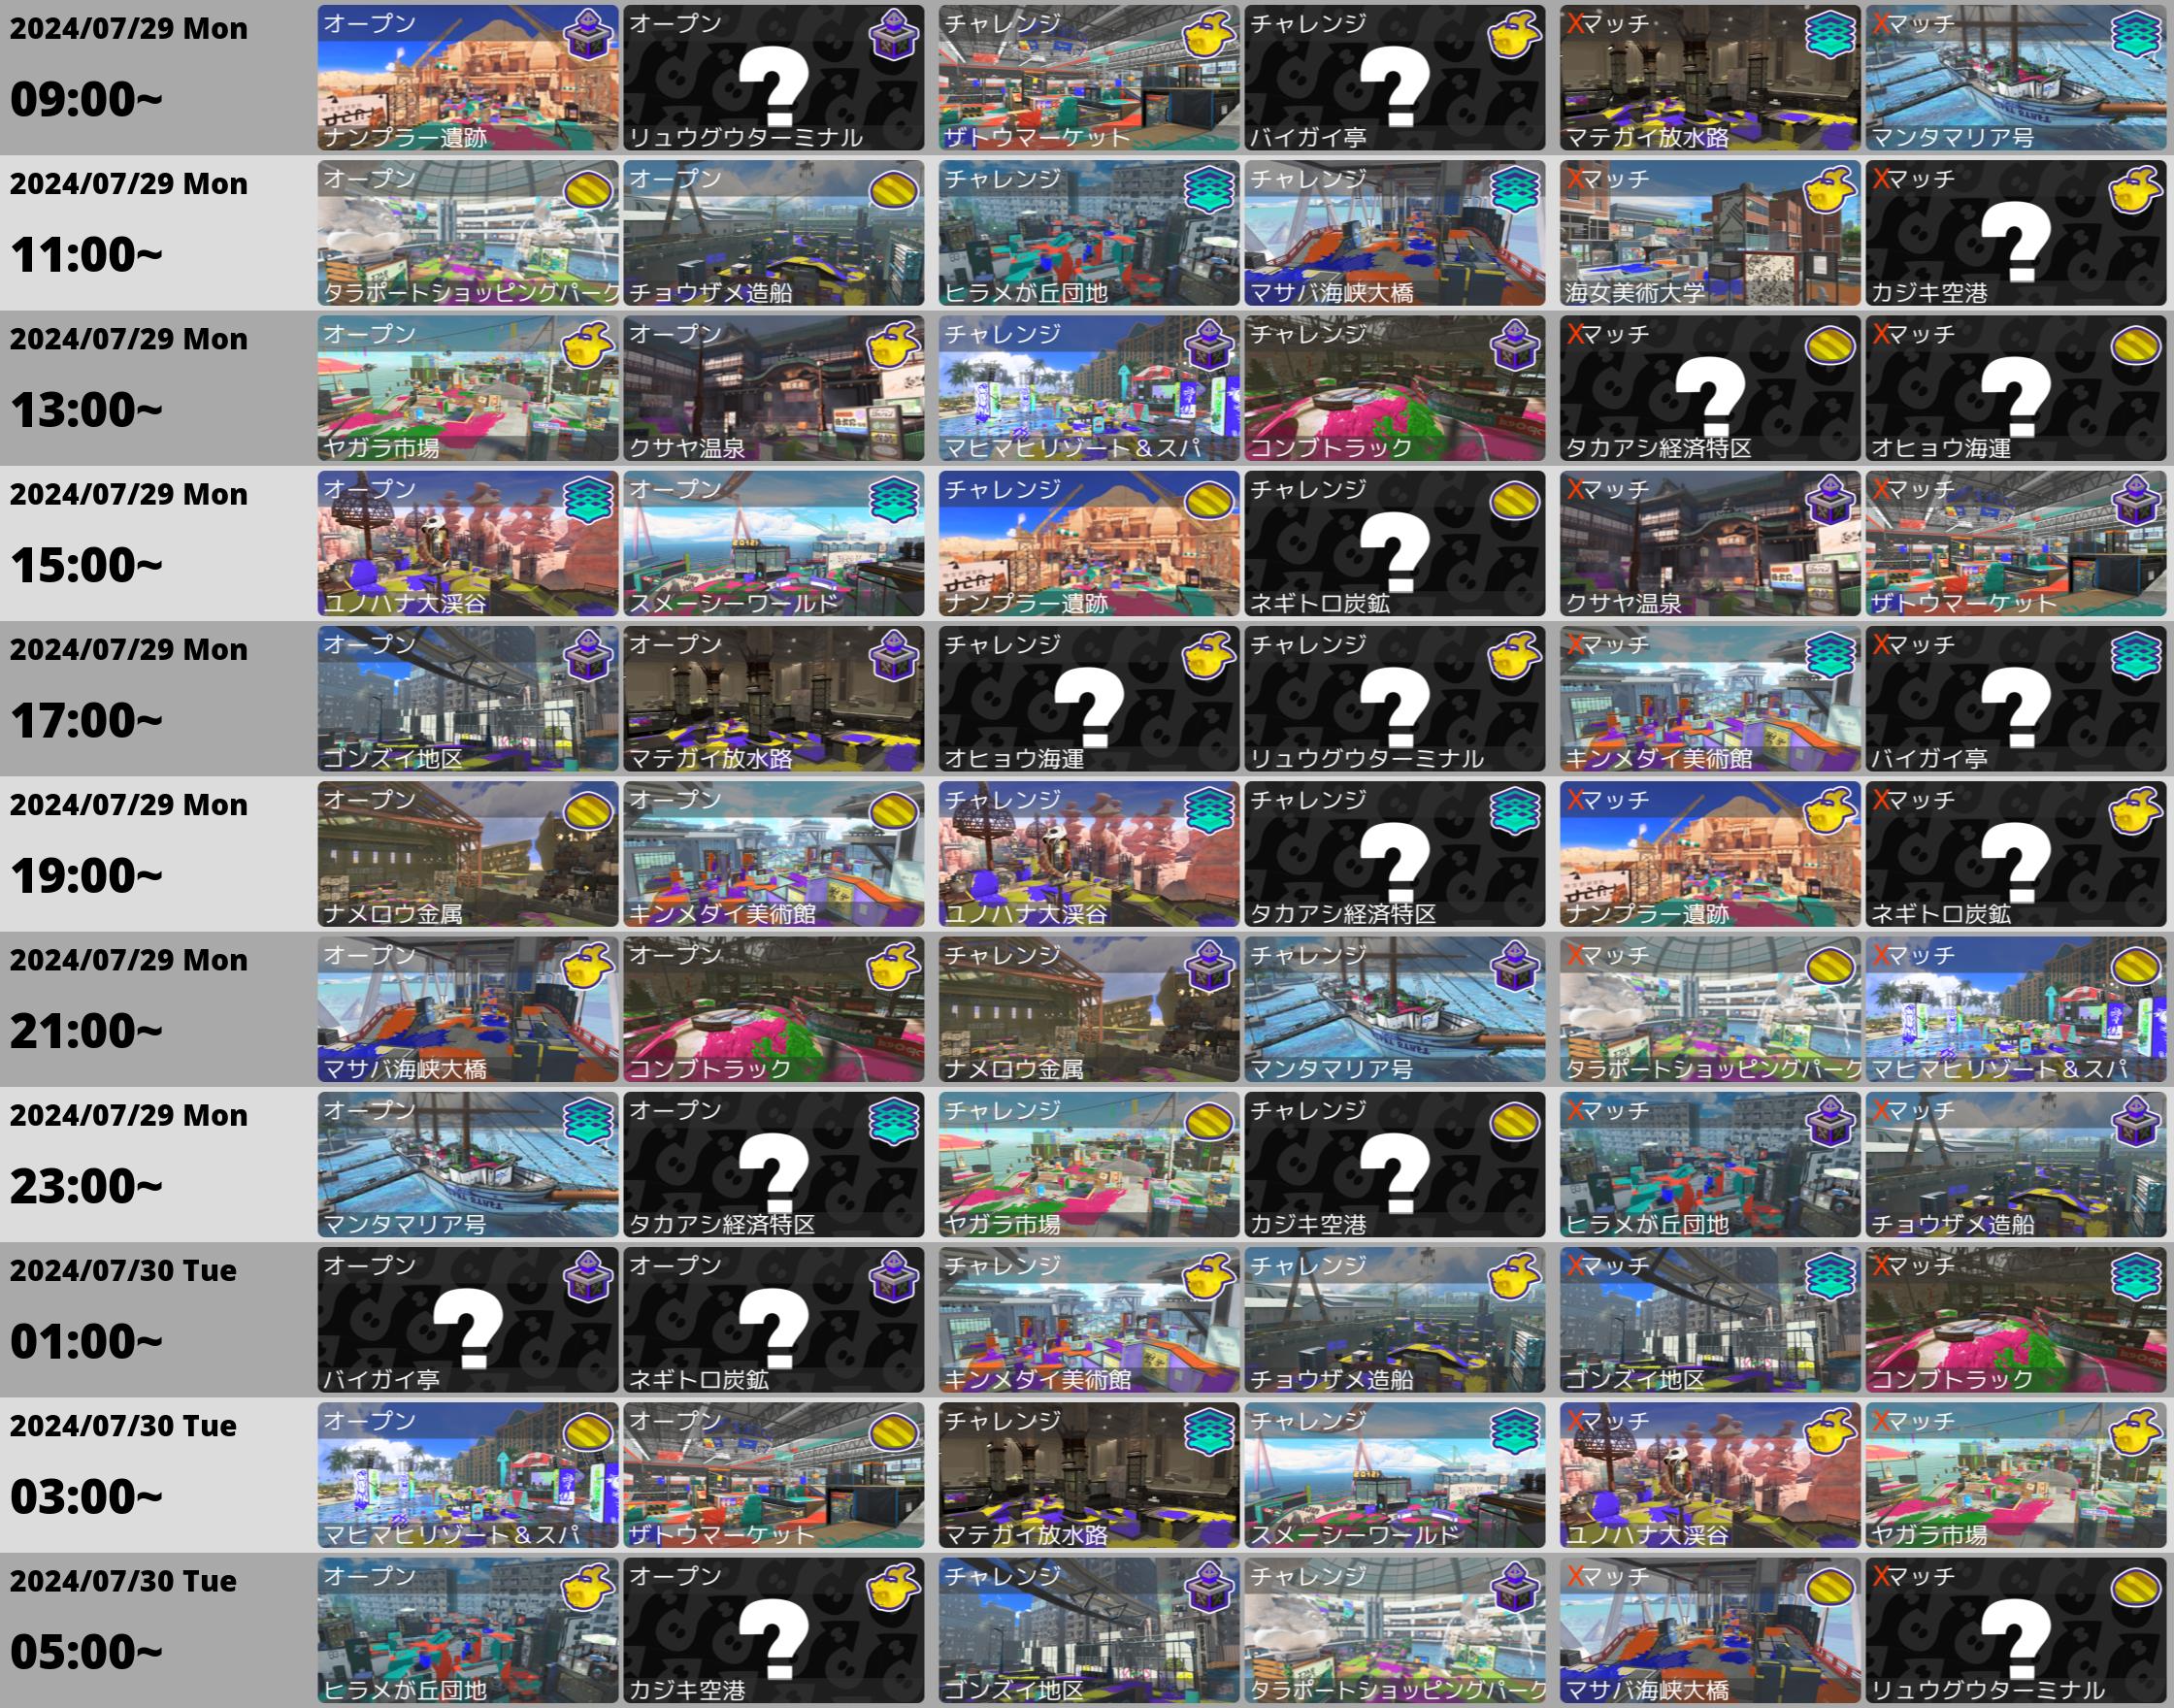 2024/07/29 Mon
09:00~
オープン
ナンプラー遺跡
オープン
リュウグウターミナル
チャレンジ
ザトウマーケット
チャレンジ
バイガイ亭
Xマッチ
マテガイ放水路
Xマッチ
マンタマリア号
2024/07/29 Mon
11:00~
オープン
タラポートショッピングパーク
オープン
チョウザメ造船
チャレンジ
ヒラメが丘団地
チャレンジ
マサバ海峡大橋
Xマッチ
海女美術大学
Xマッチ
カジキ空港
2024/07/29 Mon
13:00~
オープン
ヤガラ市場
オープン
クサヤ温泉
チャレンジ
マヒマヒリゾート＆スパ
チャレンジ
コンブトラック
Xマッチ
タカアシ経済特区
Xマッチ
オヒョウ海運
2024/07/29 Mon
15:00~
オープン
ユノハナ大渓谷
オープン
スメーシーワールド
チャレンジ
ナンプラー遺跡
チャレンジ
ネギトロ炭鉱
Xマッチ
クサヤ温泉
Xマッチ
ザトウマーケット
2024/07/29 Mon
17:00~
オープン
ゴンズイ地区
オープン
マテガイ放水路
チャレンジ
オヒョウ海運
チャレンジ
リュウグウターミナル
Xマッチ
キンメダイ美術館
Xマッチ
バイガイ亭
2024/07/29 Mon
19:00~
オープン
ナメロウ金属
オープン
キンメダイ美術館
チャレンジ
ユノハナ大渓谷
チャレンジ
タカアシ経済特区
Xマッチ
ナンプラー遺跡
Xマッチ
ネギトロ炭鉱
2024/07/29 Mon
21:00~
オープン
マサバ海峡大橋
オープン
コンブトラック
チャレンジ
ナメロウ金属
チャレンジ
マンタマリア号
Xマッチ
タラポートショッピングパーク
Xマッチ
マヒマヒリゾート＆スパ
2024/07/29 Mon
23:00~
オープン
マンタマリア号
オープン
タカアシ経済特区
チャレンジ
ヤガラ市場
チャレンジ
カジキ空港
Xマッチ
ヒラメが丘団地
Xマッチ
チョウザメ造船
2024/07/30 Tue
01:00~
オープン
バイガイ亭
オープン
ネギトロ炭鉱
チャレンジ
キンメダイ美術館
チャレンジ
チョウザメ造船
Xマッチ
ゴンズイ地区
Xマッチ
コンブトラック
2024/07/30 Tue
03:00~
オープン
マヒマヒリゾート＆スパ
オープン
ザトウマーケット
チャレンジ
マテガイ放水路
チャレンジ
スメーシーワールド
Xマッチ
ユノハナ大渓谷
Xマッチ
ヤガラ市場
2024/07/30 Tue
05:00~
オープン
ヒラメが丘団地
オープン
カジキ空港
チャレンジ
ゴンズイ地区
チャレンジ
タラポートショッピングパーク
Xマッチ
マサバ海峡大橋
Xマッチ
リュウグウターミナル